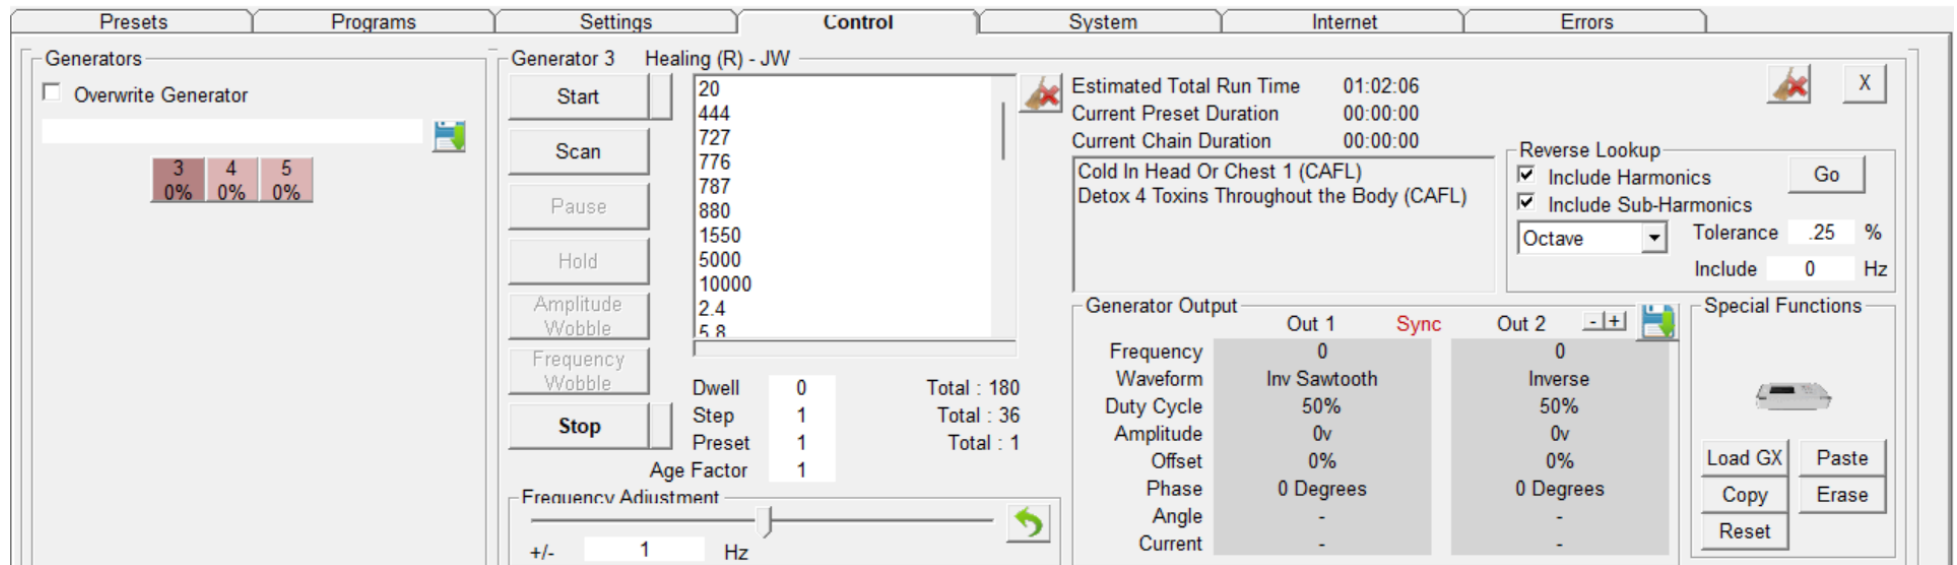 Presets Programs Settings Control System Internet Errors
Generators
Overwrite Generator
3 4 5
0% 0% 0%
Generator 3 Healing (R) - JW
Start
Scan
Pause
Hold
Amplitude
Wobble
Frequency
Wobble
Stop
20
444
727
776
787
880
1550
5000
10000
2.4
5.8
Dwell 0 Total : 180
Step 1 Total : 36
Preset 1 Total : 1
Age Factor 1
Frequency Adjustment
+/- 1 Hz
Estimated Total Run Time 01:02:06
Current Preset Duration 00:00:00
Current Chain Duration 00:00:00
X
Cold In Head Or Chest 1 (CAFL)
Detox 4 Toxins Throughout the Body (CAFL)
Reverse Lookup
Include Harmonics Go
Include Sub-Harmonics
Octave Tolerance .25 %
Include 0 Hz
Generator Output
Out 1 Sync Out 2 - +
Frequency 0 0
Waveform Inv Sawtooth Inverse
Duty Cycle 50% 50%
Amplitude 0v 0v
Offset 0% 0%
Phase 0 Degrees 0 Degrees
Angle - -
Current - -
Special Functions
Load GX Paste
Copy Erase
Reset